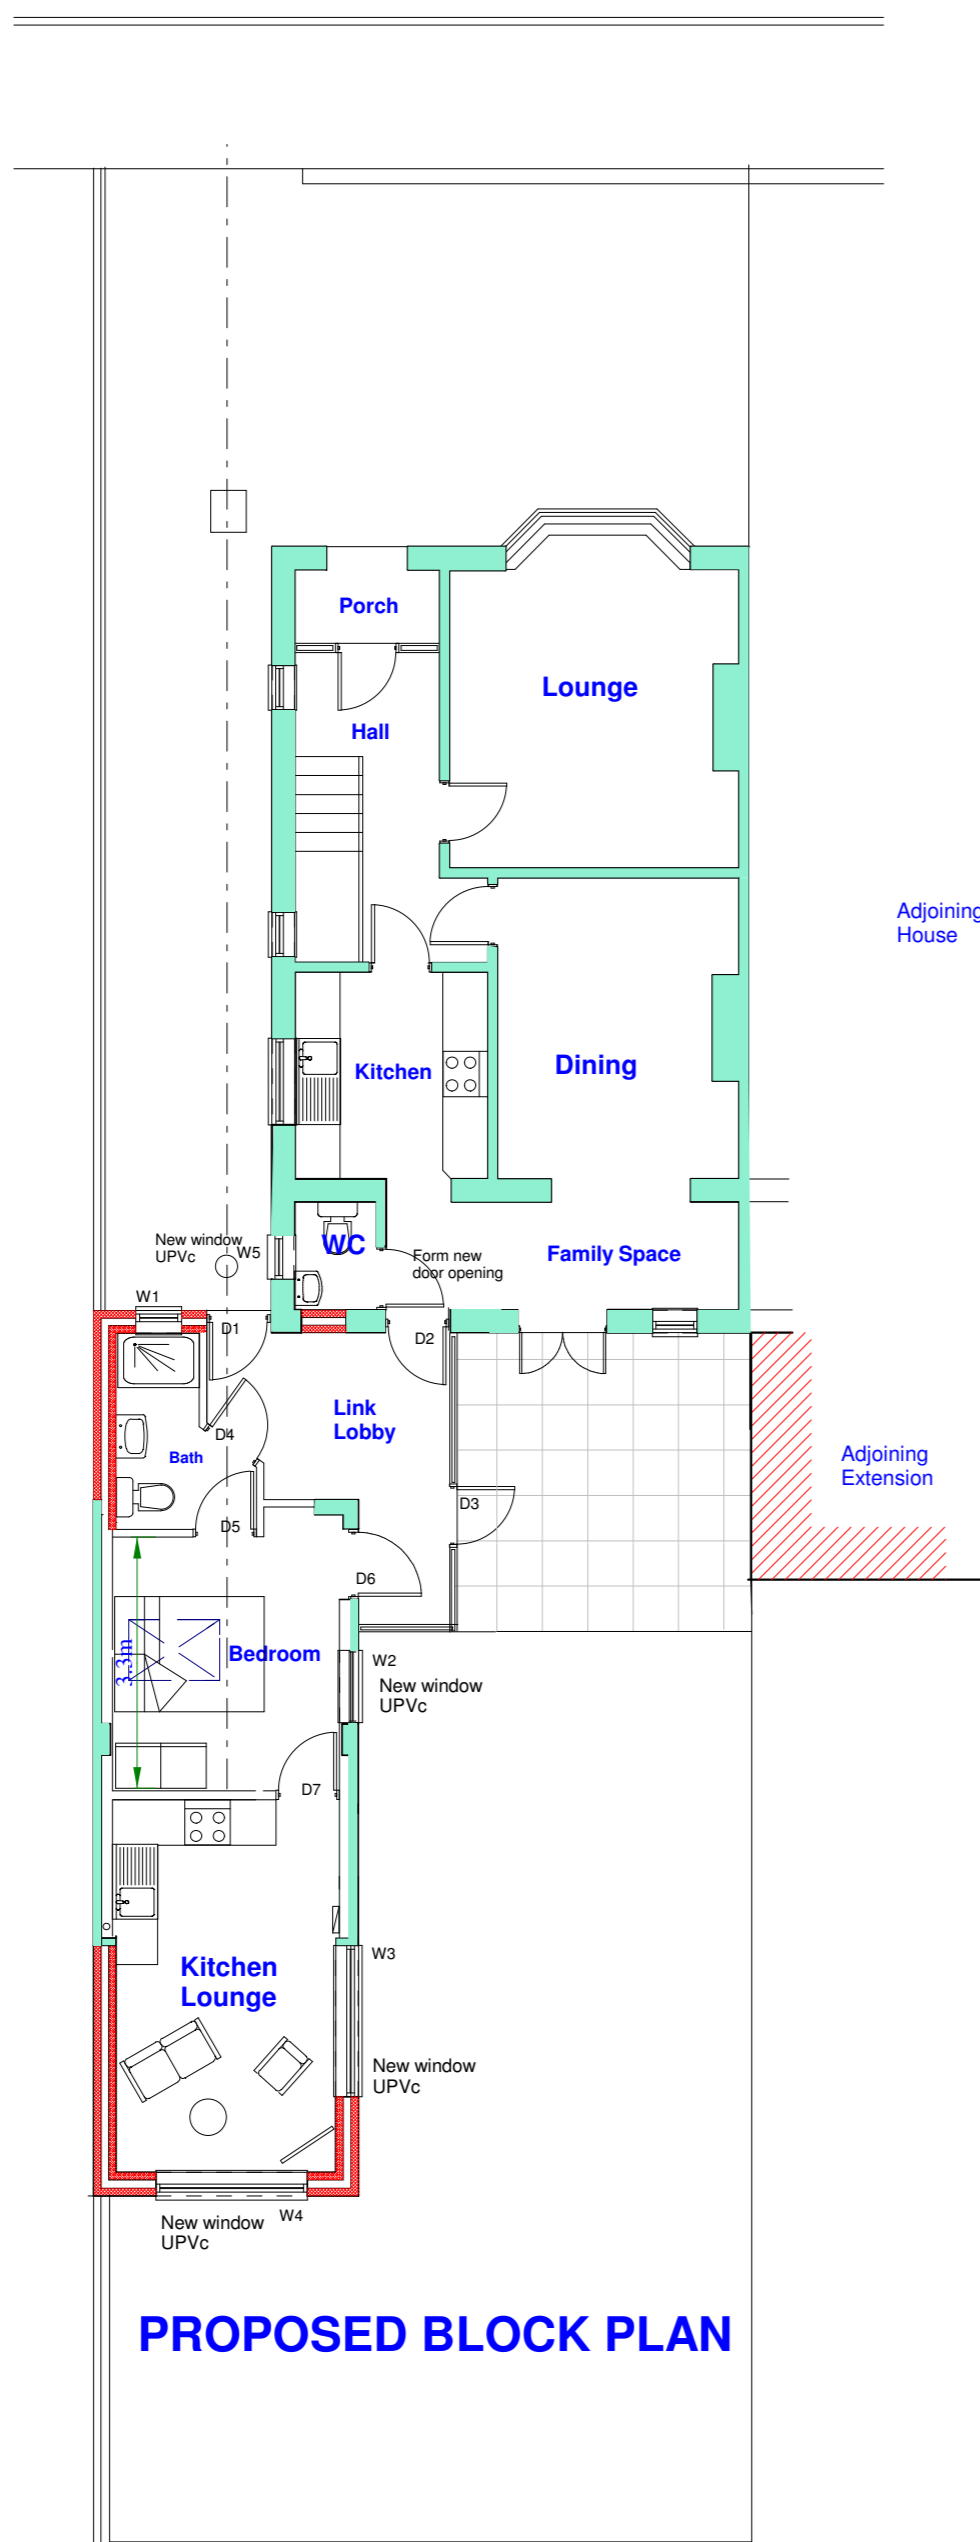 Porch
Lounge
Hall
Adjoining
House
Kitchen
Dining
New window
UPVc
W5
WC
Form new
door opening
Family Space
W1
D1
D2
Link
Lobby
D4
Bath
Adjoining
Extension
D3
D5
D6
3.3m
Bedroom
W2
New window
UPVc
D7
W3
Kitchen
Lounge
New window
UPVc
W4
New window
UPVc
PROPOSED BLOCK PLAN